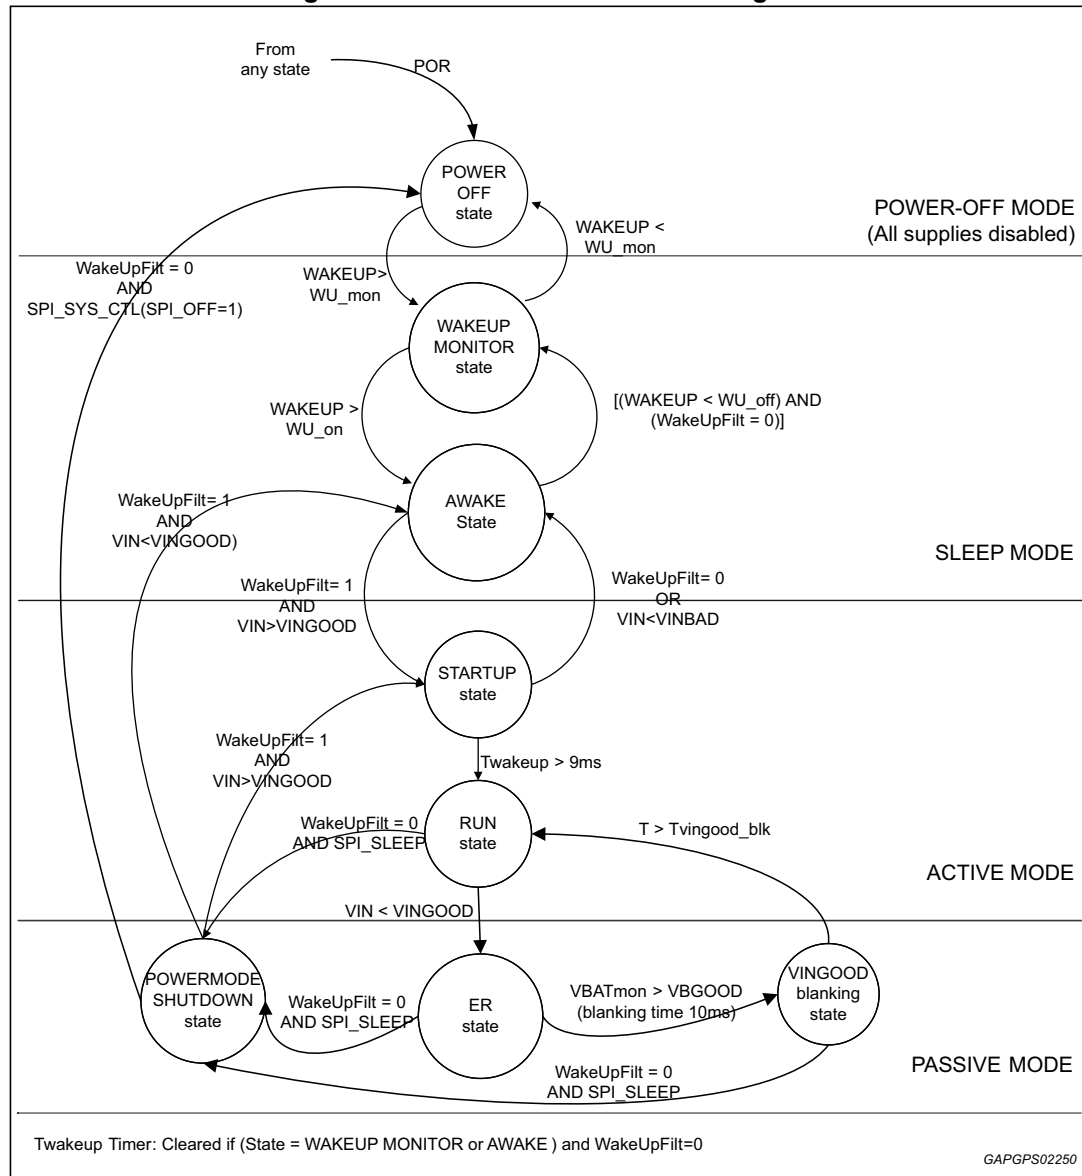 From
any state
POR
POWER
OFF
state
POWER-OFF MODE
(All supplies disabled)
WAKEUP <
WU_mon
WakeUpFilt = 0
AND
SPI_SYS_CTL(SPI_OFF=1)
WAKEUP>
WU_mon
WAKEUP
MONITOR
state
WAKEUP >
WU_on
[(WAKEUP < WU_off) AND
(WakeUpFilt = 0)]
AWAKE
State
WakeUpFilt= 1
AND
VIN<VINGOOD)
SLEEP MODE
WakeUpFilt= 1
AND
VIN>VINGOOD
WakeUpFilt= 0
OR
VIN<VINBAD
STARTUP
state
WakeUpFilt= 1
AND
VIN>VINGOOD
Twakeup > 9ms
RUN
state
WakeUpFilt = 0
AND SPI_SLEEP
T > Tvingood_blk
ACTIVE MODE
VIN < VINGOOD
POWERMODE
SHUTDOWN
state
WakeUpFilt = 0
AND SPI_SLEEP
ER
state
VBATmon > VBGOOD
(blanking time 10ms)
VINGOOD
blanking
state
WakeUpFilt = 0
AND SPI_SLEEP
PASSIVE MODE
Twakeup Timer: Cleared if (State = WAKEUP MONITOR or AWAKE ) and WakeUpFilt=0
GAPGPS02250